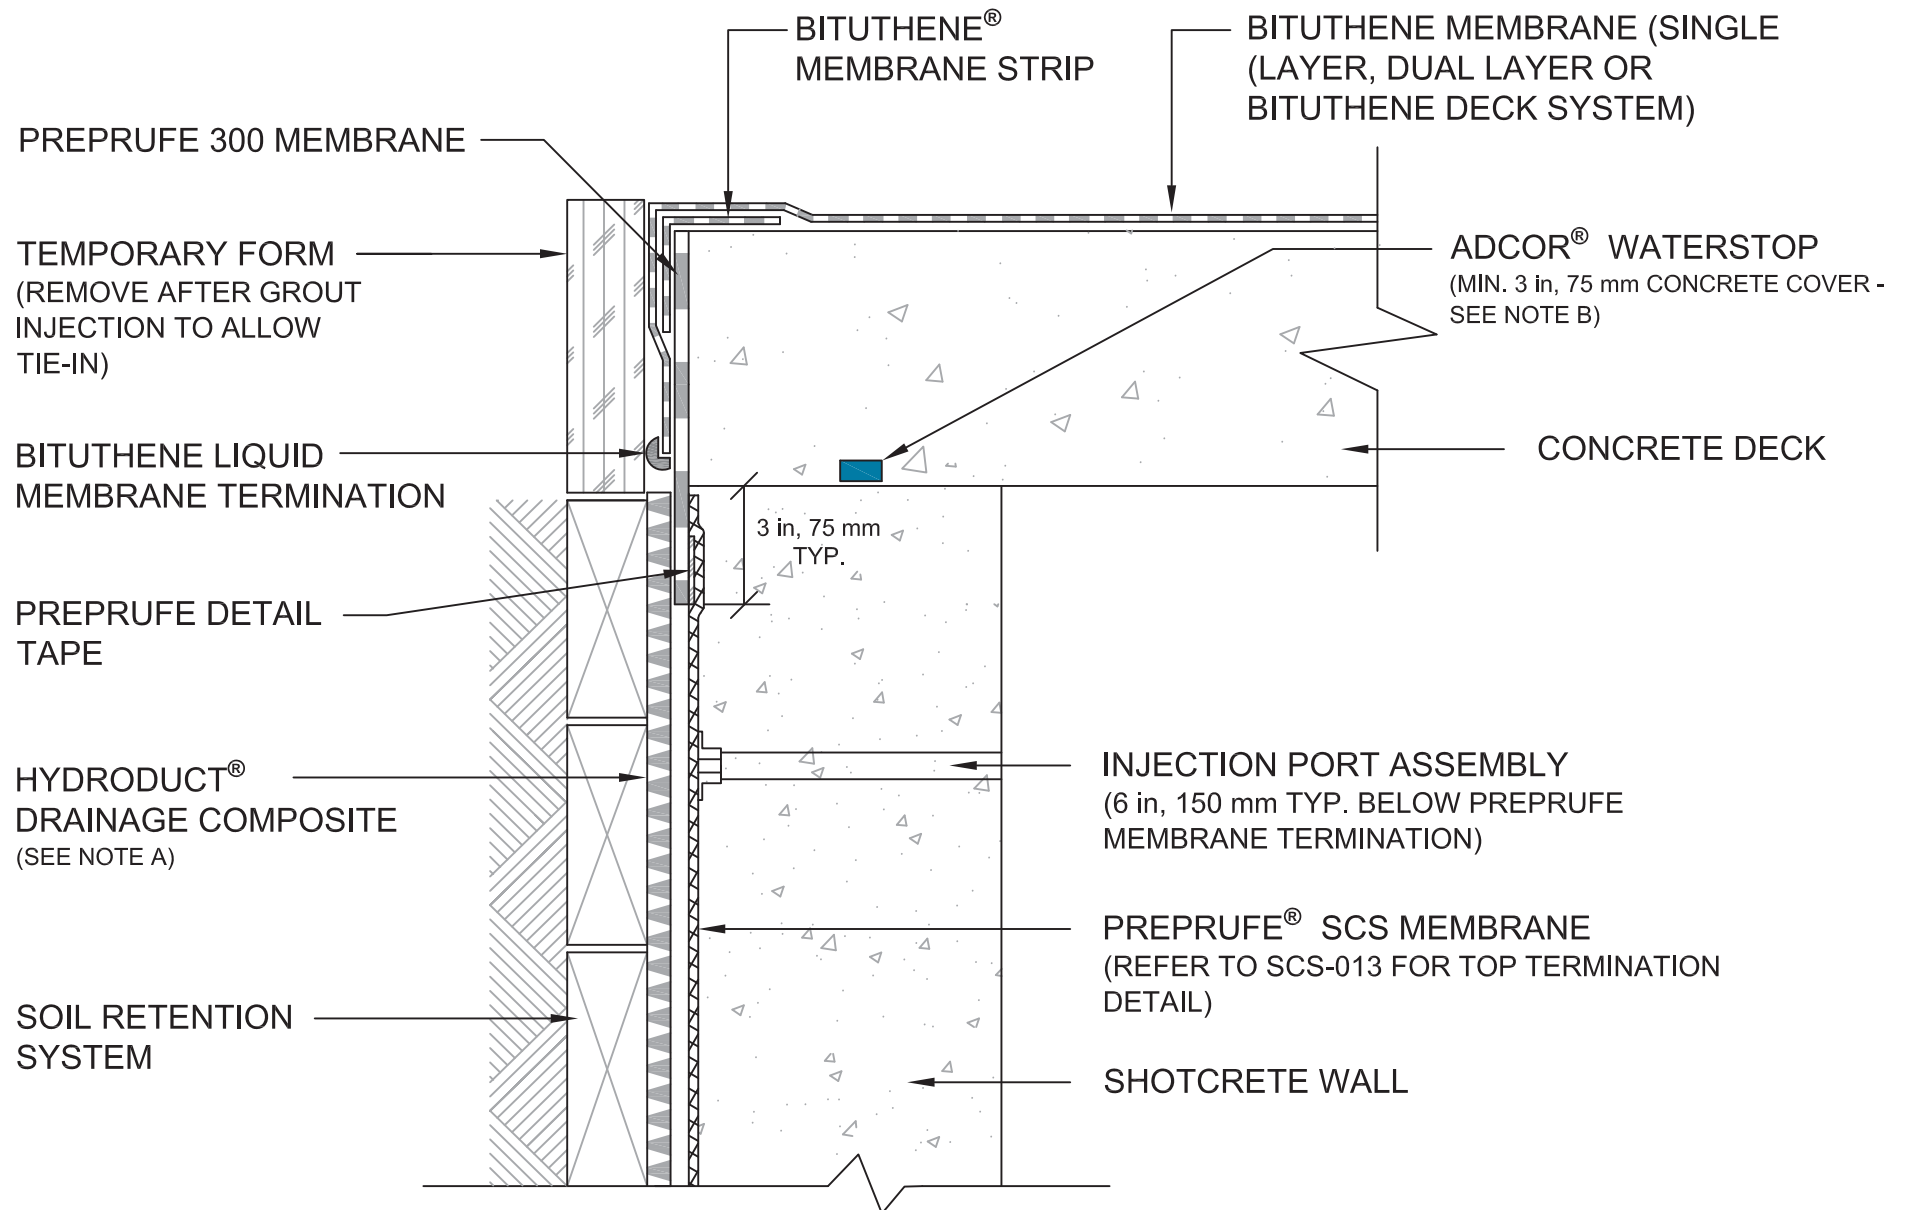 BITUTHENE®
MEMBRANE STRIP
BITUTHENE MEMBRANE (SINGLE
(LAYER, DUAL LAYER OR
BITUTHENE DECK SYSTEM)
PREPRUFE 300 MEMBRANE
TEMPORARY FORM
(REMOVE AFTER GROUT
INJECTION TO ALLOW
TIE-IN)
ADCOR® WATERSTOP
(MIN. 3 in, 75 mm CONCRETE COVER -
SEE NOTE B)
BITUTHENE LIQUID
MEMBRANE TERMINATION
CONCRETE DECK
3 in, 75 mm
TYP.
PREPRUFE DETAIL
TAPE
HYDRODUCT®
DRAINAGE COMPOSITE
(SEE NOTE A)
INJECTION PORT ASSEMBLY
(6 in, 150 mm TYP. BELOW PREPRUFE
MEMBRANE TERMINATION)
PREPRUFE® SCS MEMBRANE
(REFER TO SCS-013 FOR TOP TERMINATION
DETAIL)
SOIL RETENTION
SYSTEM
SHOTCRETE WALL